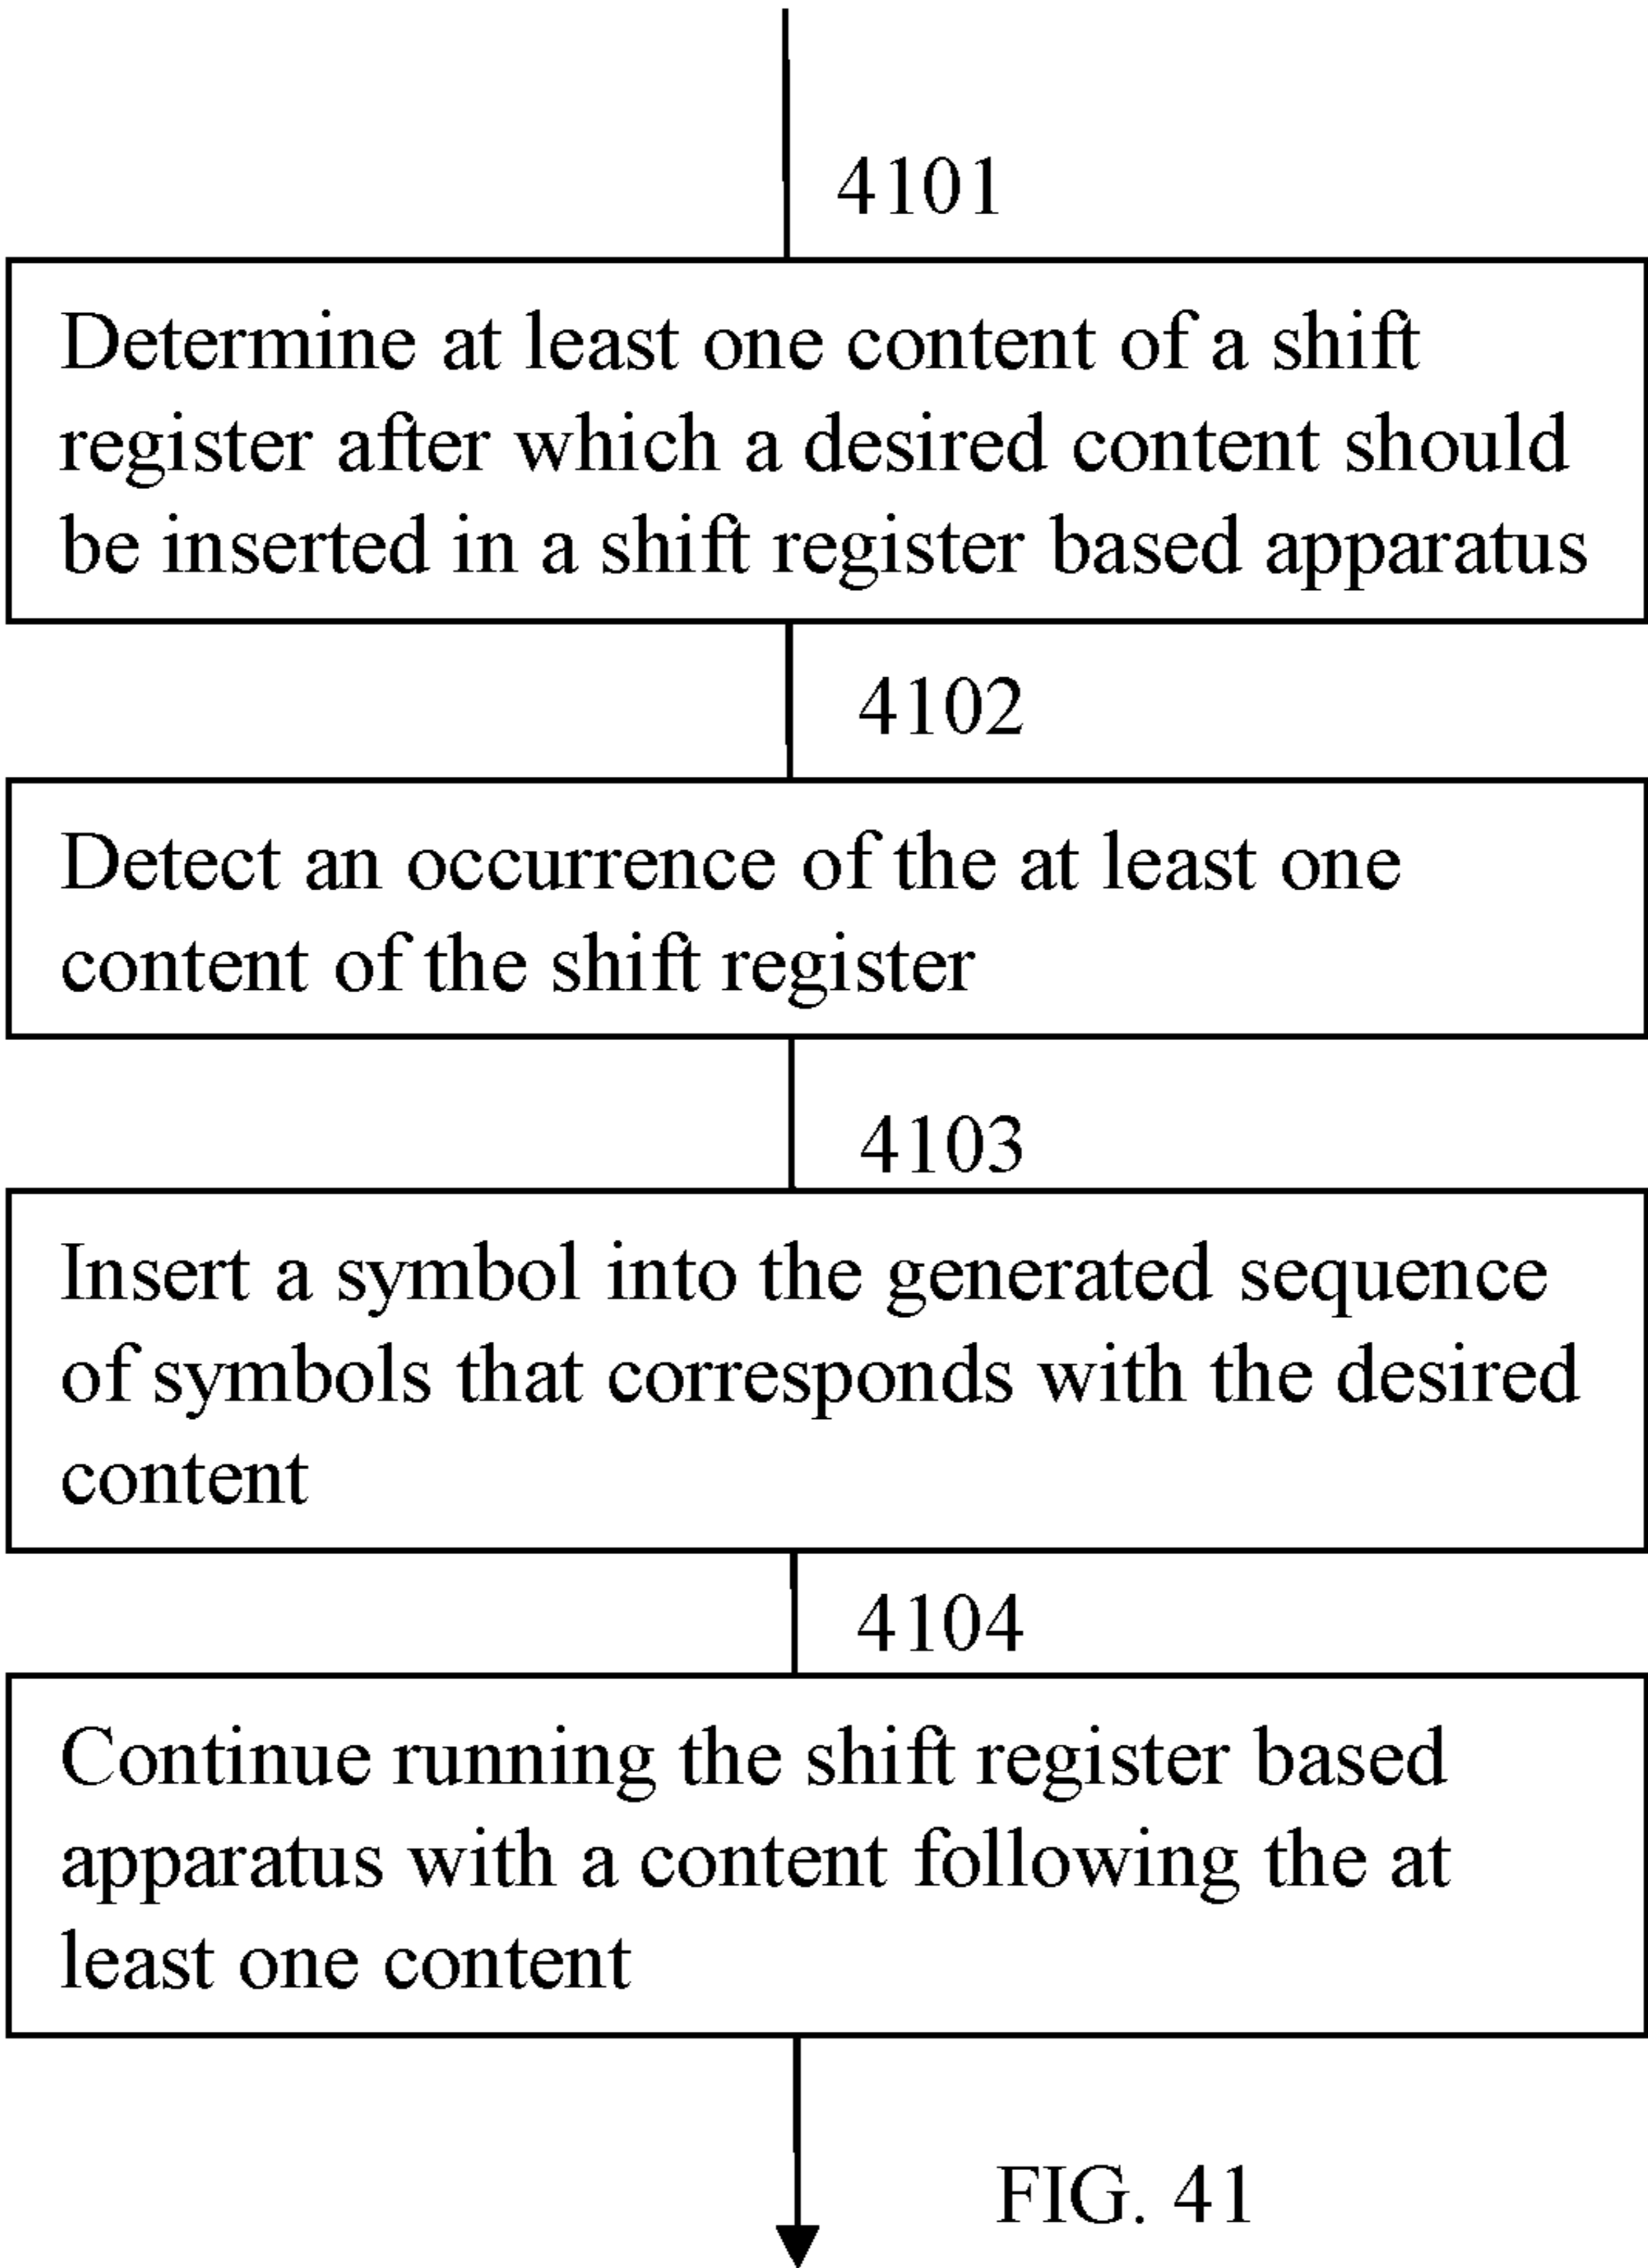 4101
Determine at least one content of a shift
register after which a desired content should
be inserted in a shift register based apparatus
4102
Detect an occurrence of the at least one
content of the shift register
4103
Insert a symbol into the generated sequence
of symbols that corresponds with the desired
content
4104
Continue running the shift register based
apparatus with a content following the at
least one content
FIG. 41